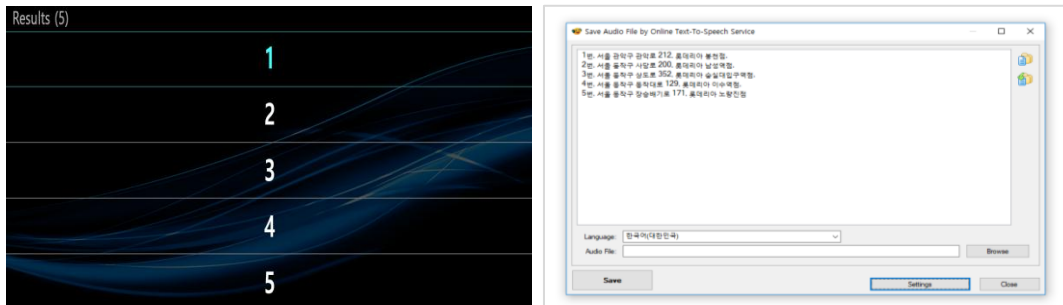 Results (5)
1
2
3
4
5
Save Audio File by Online Text-To-Speech Service
1번. 서울 관악구 관악로 212. 롯데리아 봉천점.
2번. 서울 동작구 사당로 200. 롯데리아 남성역점.
3번. 서울 동작구 상도로 352. 롯데리아 숭실대입구역점.
4번. 서울 동작구 동작대로 129. 롯데리아 이수역점.
5번. 서울 동작구 장승배기로 171. 롯데리아 노량진점
Language: 한국어(대한민국)
Audio File:
Browse
Save
Settings
Close